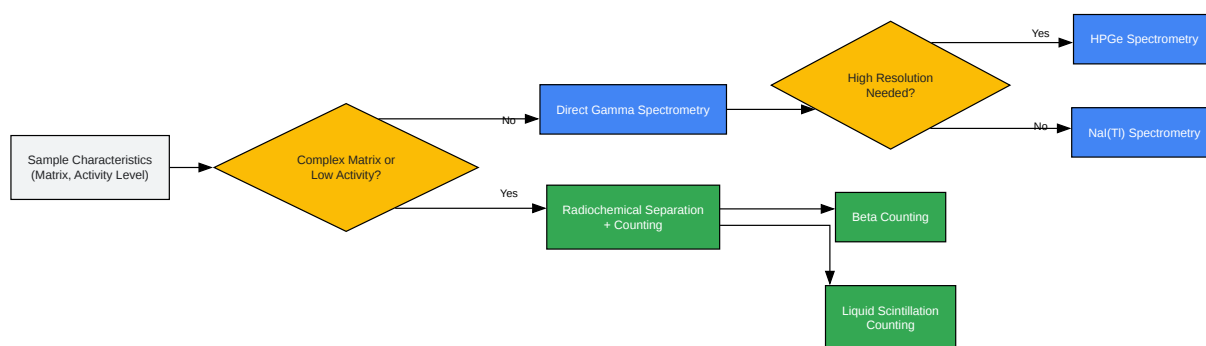 Sample Characteristics
(Matrix, Activity Level)
Complex Matrix or
Low Activity?
No
Direct Gamma Spectrometry
High Resolution
Needed?
Yes
HPGe Spectrometry
No
NaI(Tl) Spectrometry
Yes
Radiochemical Separation
+ Counting
Beta Counting
Liquid Scintillation
Counting